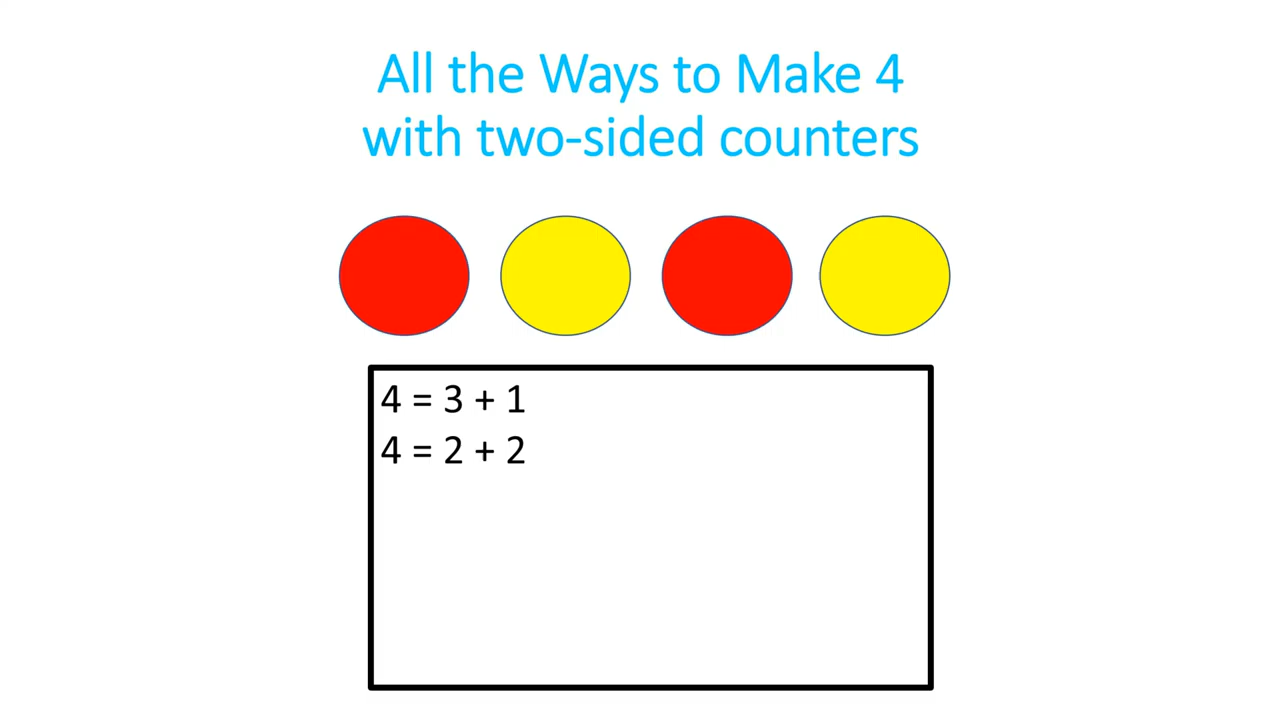 All the Ways to Make 4
with two-sided counters
4 = 3 + 1
4 = 2 + 2